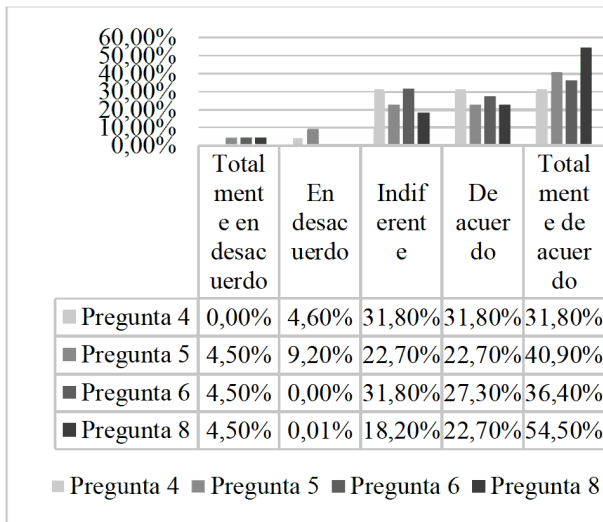 60,00%
50,00%
40,00%
30,00%
20,00%
10,00%
0,00%
Total
ment
e en
desac
uerdo
En
desac
uerdo
Indif
erent
e
De
acuer
do
Total
ment
e de
acuer
do
Pregunta 4 0,00% 4,60% 31,80% 31,80% 31,80%
Pregunta 5 4,50% 9,20% 22,70% 22,70% 40,90%
Pregunta 6 4,50% 0,00% 31,80% 27,30% 36,40%
Pregunta 8 4,50% 0,01% 18,20% 22,70% 54,50%
Pregunta 4 Pregunta 5 Pregunta 6 Pregunta 8